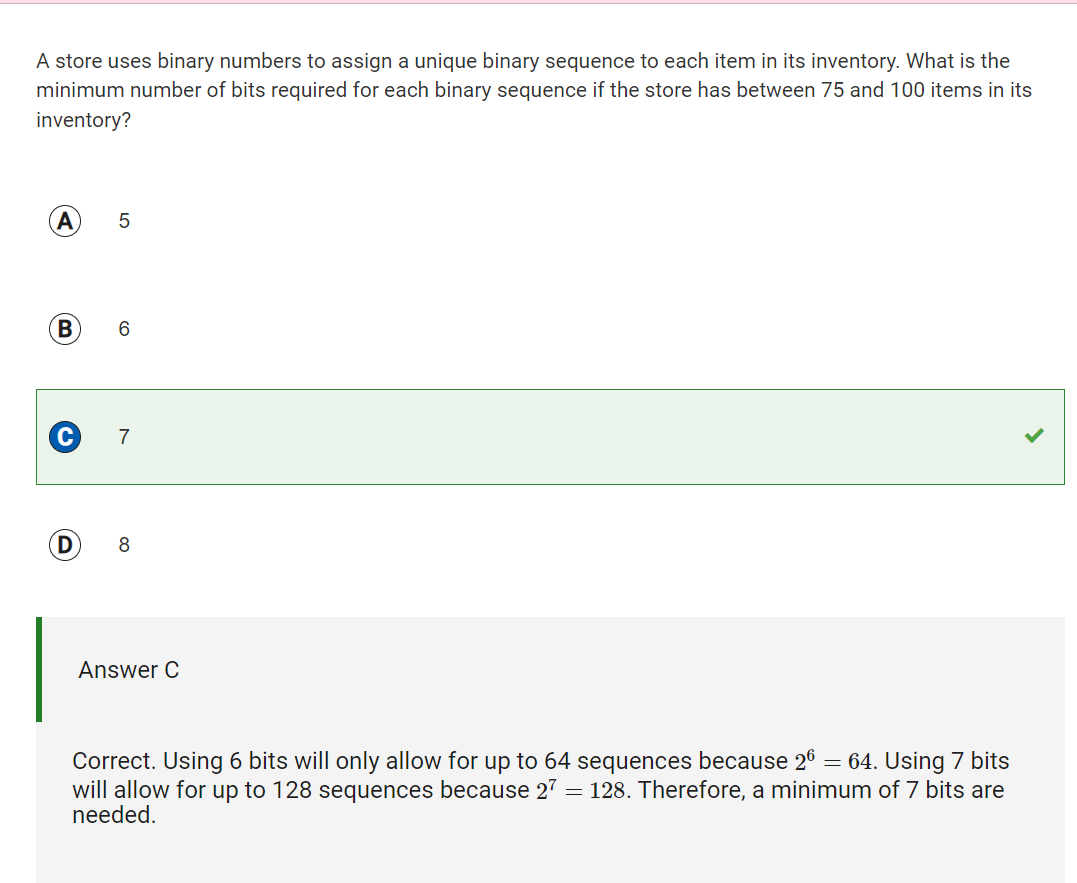 A store uses binary numbers to assign a unique binary sequence to each item in its inventory. What is the
minimum number of bits required for each binary sequence if the store has between 75 and 100 items in its
inventory?
A 5
B 6
C 7
D 8
Answer C
Correct. Using 6 bits will only allow for up to 64 sequences because 2⁶ = 64. Using 7 bits
will allow for up to 128 sequences because 2⁷ = 128. Therefore, a minimum of 7 bits are
needed.